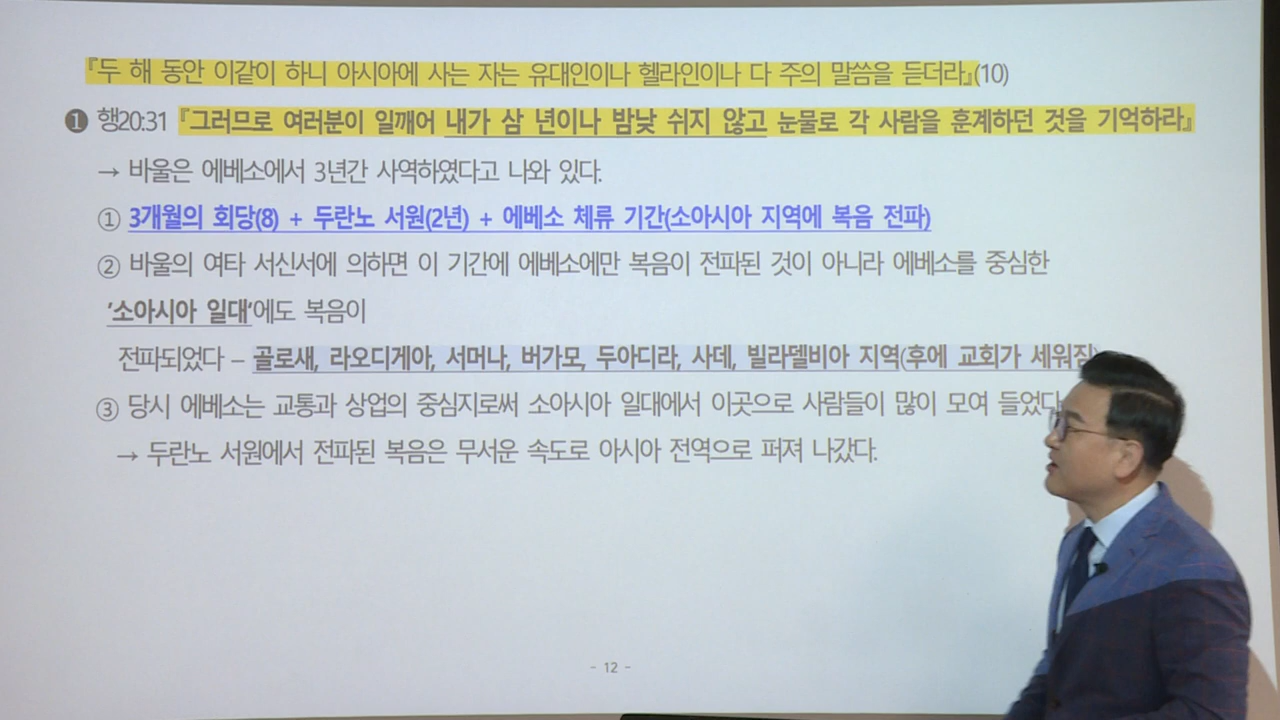 『두 해 동안 이같이 하니 아시아에 사는 자는 유대인이나 헬라인이나 다 주의 말씀을 듣더라』(10)
❶ 행20:31 『그러므로 여러분이 일깨어 내가 삼 년이나 밤낮 쉬지 않고 눈물로 각 사람을 훈계하던 것을 기억하라』
→ 바울은 에베소에서 3년간 사역하였다고 나와 있다.
① 3개월의 회당(8) + 두란노 서원(2년) + 에베소 체류 기간(소아시아 지역에 복음 전파)
② 바울의 여타 서신서에 의하면 이 기간에 에베소에만 복음이 전파된 것이 아니라 에베소를 중심한
'소아시아 일대'에도 복음이
전파되었다 – 골로새, 라오디게아, 서머나, 버가모, 두아디라, 사데, 빌라델비아 지역(후에 교회가 세워짐)
③ 당시 에베소는 교통과 상업의 중심지로써 소아시아 일대에서 이곳으로 사람들이 많이 모여 들었다
→ 두란노 서원에서 전파된 복음은 무서운 속도로 아시아 전역으로 퍼져 나갔다.
- 12 -